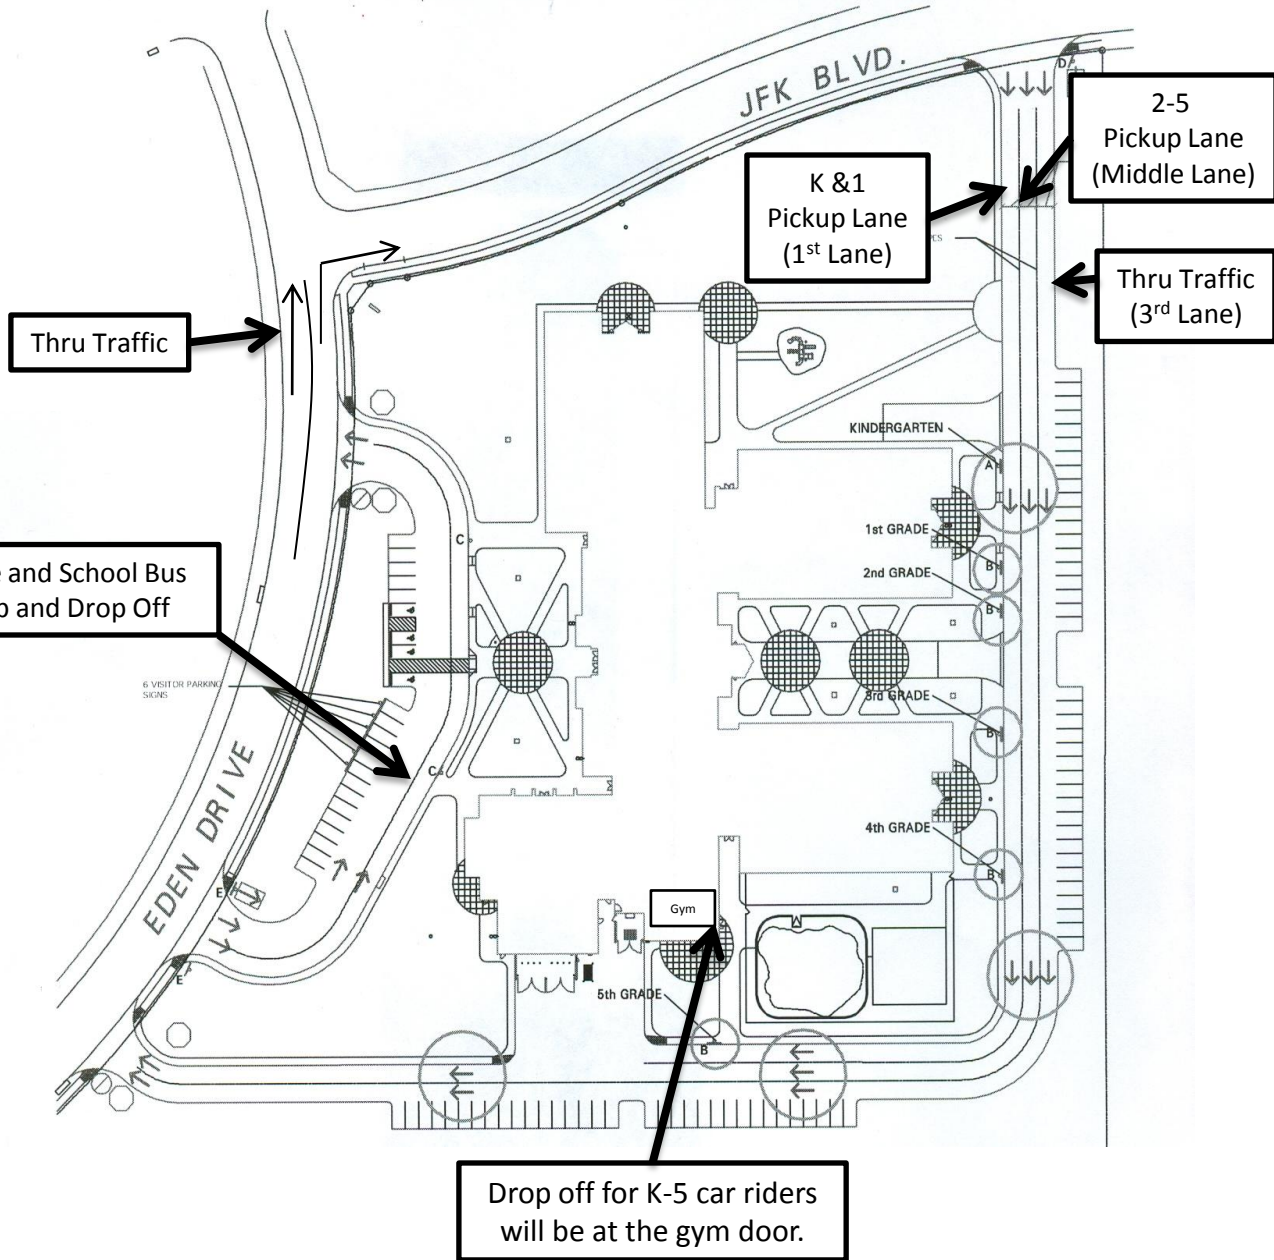 JFK BLVD.
D
2-5
Pickup Lane
(Middle Lane)
K &1
Pickup Lane
(1st Lane)
Thru Traffic
(3rd Lane)
Thru Traffic
KINDERGARTEN
A
1st GRADE
B
2nd GRADE
B
C
and School Bus
and Drop Off
6 VISITOR PARKING
SIGNS
3rd GRADE
B
C
EDEN DRIVE
4th GRADE
B
E
E
Gym
5th GRADE
B
Drop off for K-5 car riders
will be at the gym door.